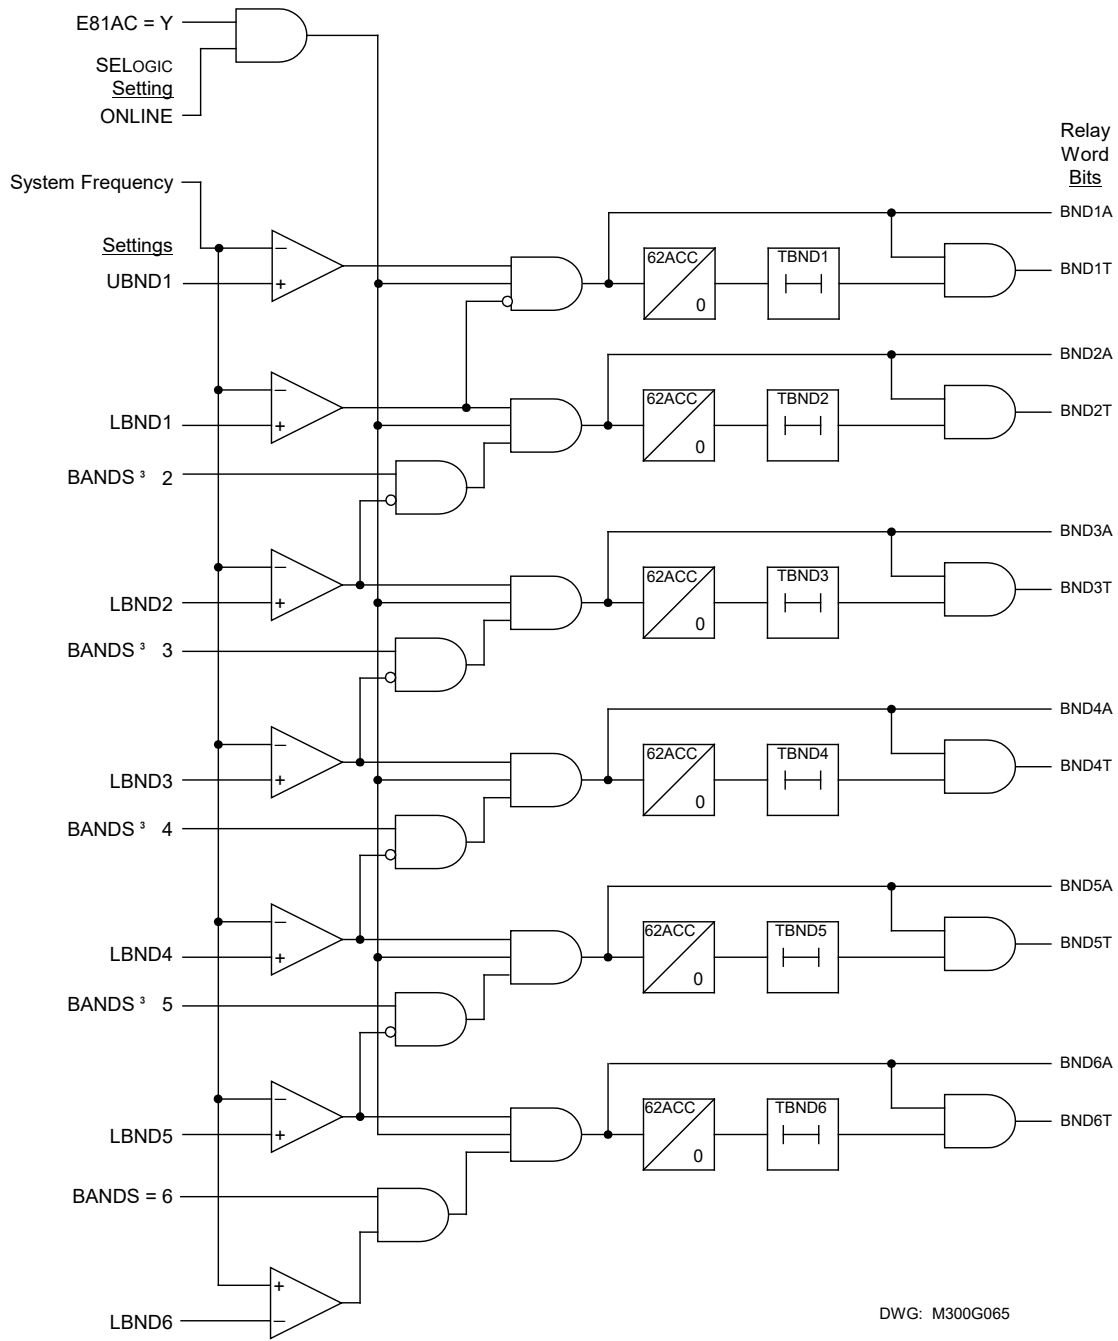 E81AC = Y
SELOGIC
Setting
ONLINE
Relay
Word
Bits
System Frequency
BND1A
Settings
−
62ACC
0
TBND1
BND1T
UBND1
+
BND2A
−
62ACC
0
TBND2
BND2T
LBND1
+
BANDS ³ 2
BND3A
−
62ACC
0
TBND3
BND3T
LBND2
+
BANDS ³ 3
BND4A
−
62ACC
0
TBND4
BND4T
LBND3
+
BANDS ³ 4
BND5A
−
62ACC
0
TBND5
BND5T
LBND4
+
BANDS ³ 5
BND6A
−
62ACC
0
TBND6
BND6T
LBND5
+
BANDS = 6
+
−
LBND6
DWG: M300G065